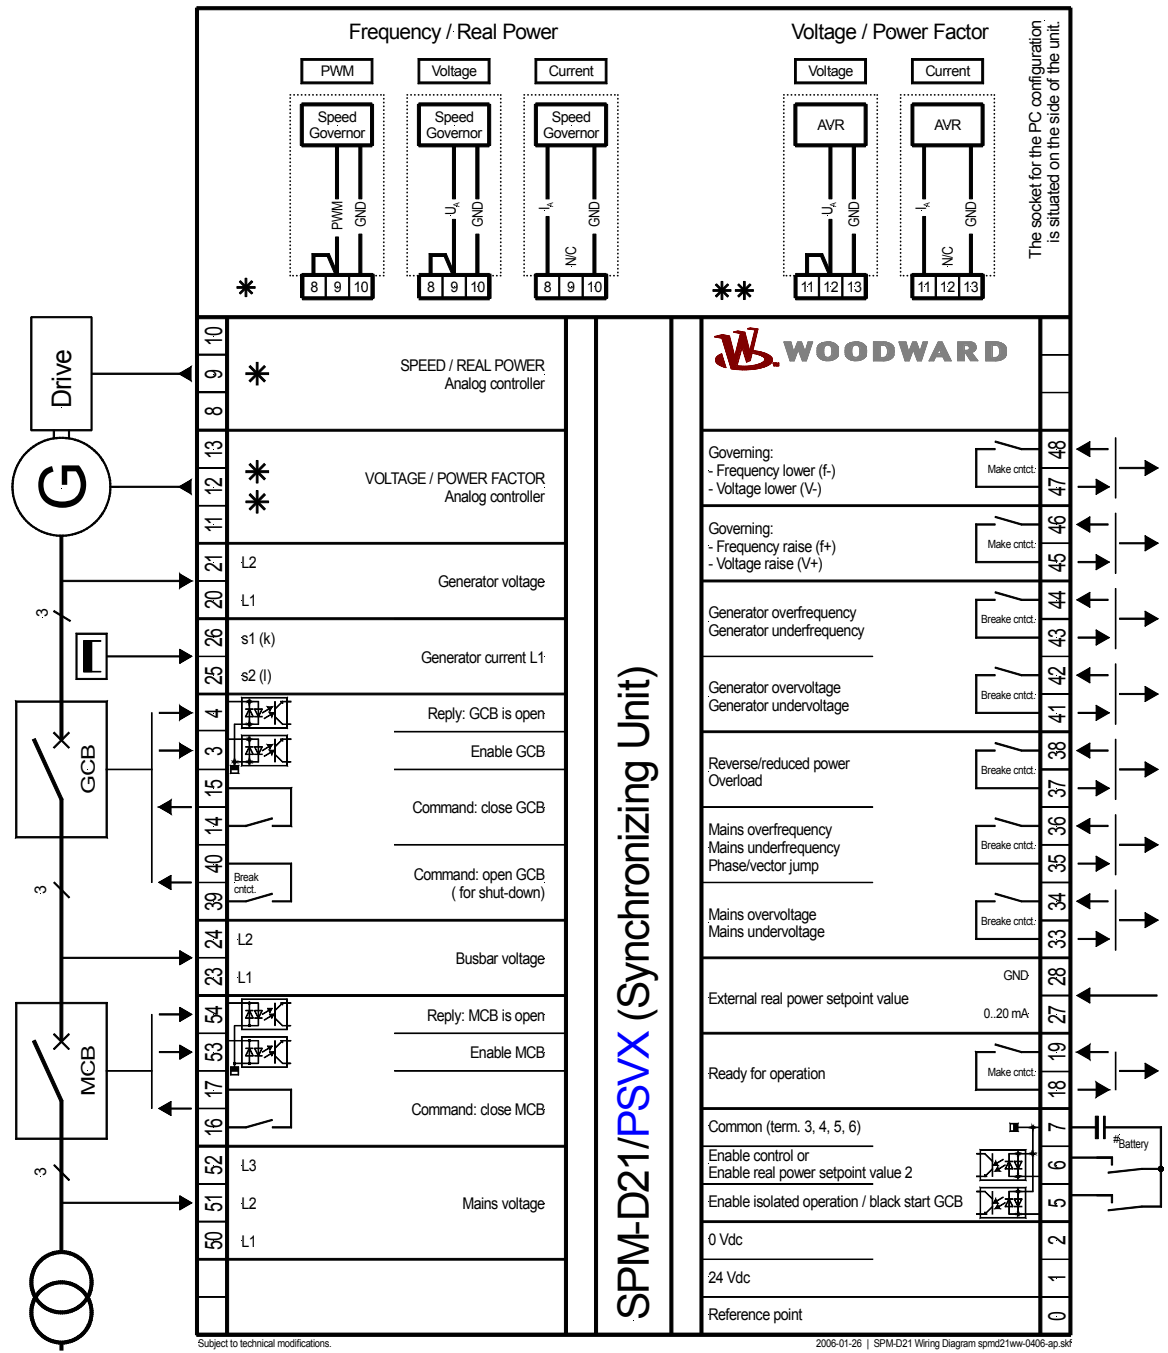 Frequency / Real Power
Voltage / Power Factor
PWM
Voltage
Current
Voltage
Current
Speed
Governor
Speed
Governor
Speed
Governor
AVR
AVR
PWM
GND
UA
GND
IA
N/C
GND
UA
GND
IA
N/C
GND
8 9 10
8 9 10
8 9 10
11 12 13
11 12 13
The socket for the PC configuration
is situated on the side of the unit.
Drive
G
3
GCB
3
MCB
3
10
9
8
SPEED / REAL POWER
Analog controller
13
12
11
VOLTAGE / POWER FACTOR
Analog controller
21 L2
20 L1
Generator voltage
26 s1 (k)
25 s2 (l)
Generator current L1
4 Reply: GCB is open
3 Enable GCB
15
14
Command: close GCB
40
39
Break
cntct.
Command: open GCB
( for shut-down)
24 L2
23 L1
Busbar voltage
54 Reply: MCB is open
53 Enable MCB
17
16
Command: close MCB
52 L3
51 L2
50 L1
Mains voltage
SPM-D21/PSVX (Synchronizing Unit)
WOODWARD
Governing:
- Frequency lower (f-)
- Voltage lower (V-)
Make cntct.
48
47
Governing:
- Frequency raise (f+)
- Voltage raise (V+)
Make cntct.
46
45
Generator overfrequency
Generator underfrequency
Breake cntct.
44
43
Generator overvoltage
Generator undervoltage
Breake cntct.
42
41
Reverse/reduced power
Overload
Breake cntct.
38
37
Mains overfrequency
Mains underfrequency
Phase/vector jump
Breake cntct.
36
35
Mains overvoltage
Mains undervoltage
Breake cntct.
34
33
External real power setpoint value
GND 28
0..20 mA 27
Ready for operation
Make cntct.
19
18
Common (term. 3, 4, 5, 6) 7
#Battery
Enable control or
Enable real power setpoint value 2
6
Enable isolated operation / black start GCB 5
0 Vdc 2
24 Vdc 1
Reference point 0
Subject to technical modifications.
2006-01-26 | SPM-D21 Wiring Diagram spmd21ww-0406-ap.skf